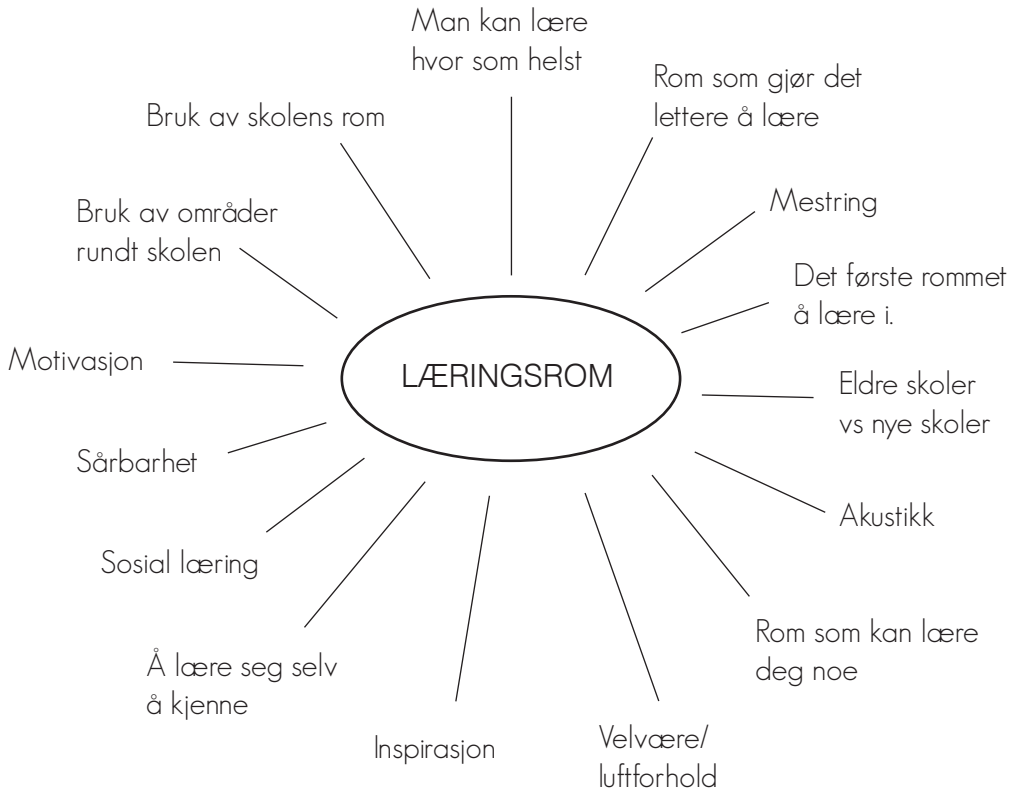 Man kan lære
hvor som helst
Rom som gjør det
lettere å lære
Bruk av skolens rom
Mestring
Bruk av områder
rundt skolen
Det første rommet
å lære i.
Motivasjon
LÆRINGSROM
Eldre skoler
vs nye skoler
Sårbarhet
Akustikk
Sosial læring
Rom som kan lære
deg noe
Å lære seg selv
å kjenne
Inspirasjon
Velvære/
luftforhold